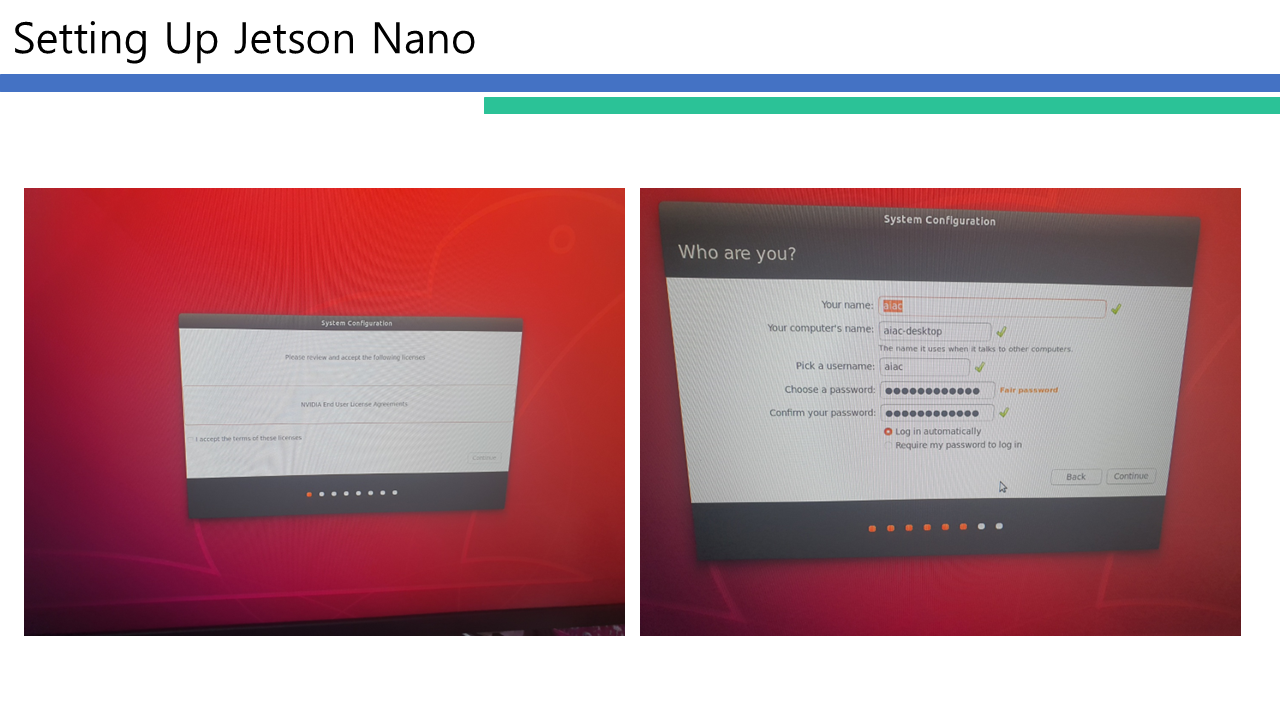 Setting Up Jetson Nano
System Configuration
Please review and accept the following licenses
NVIDIA End User License Agreements
I accept the terms of these licenses
Continue
System Configuration
Who are you?
Your name: aiac
Your computer's name: aiac-desktop
The name it uses when it talks to other computers.
Pick a username: aiac
Choose a password: ●●●●●●●●●●●● Fair password
Confirm your password: ●●●●●●●●●●●●
Log in automatically
Require my password to log in
Back Continue